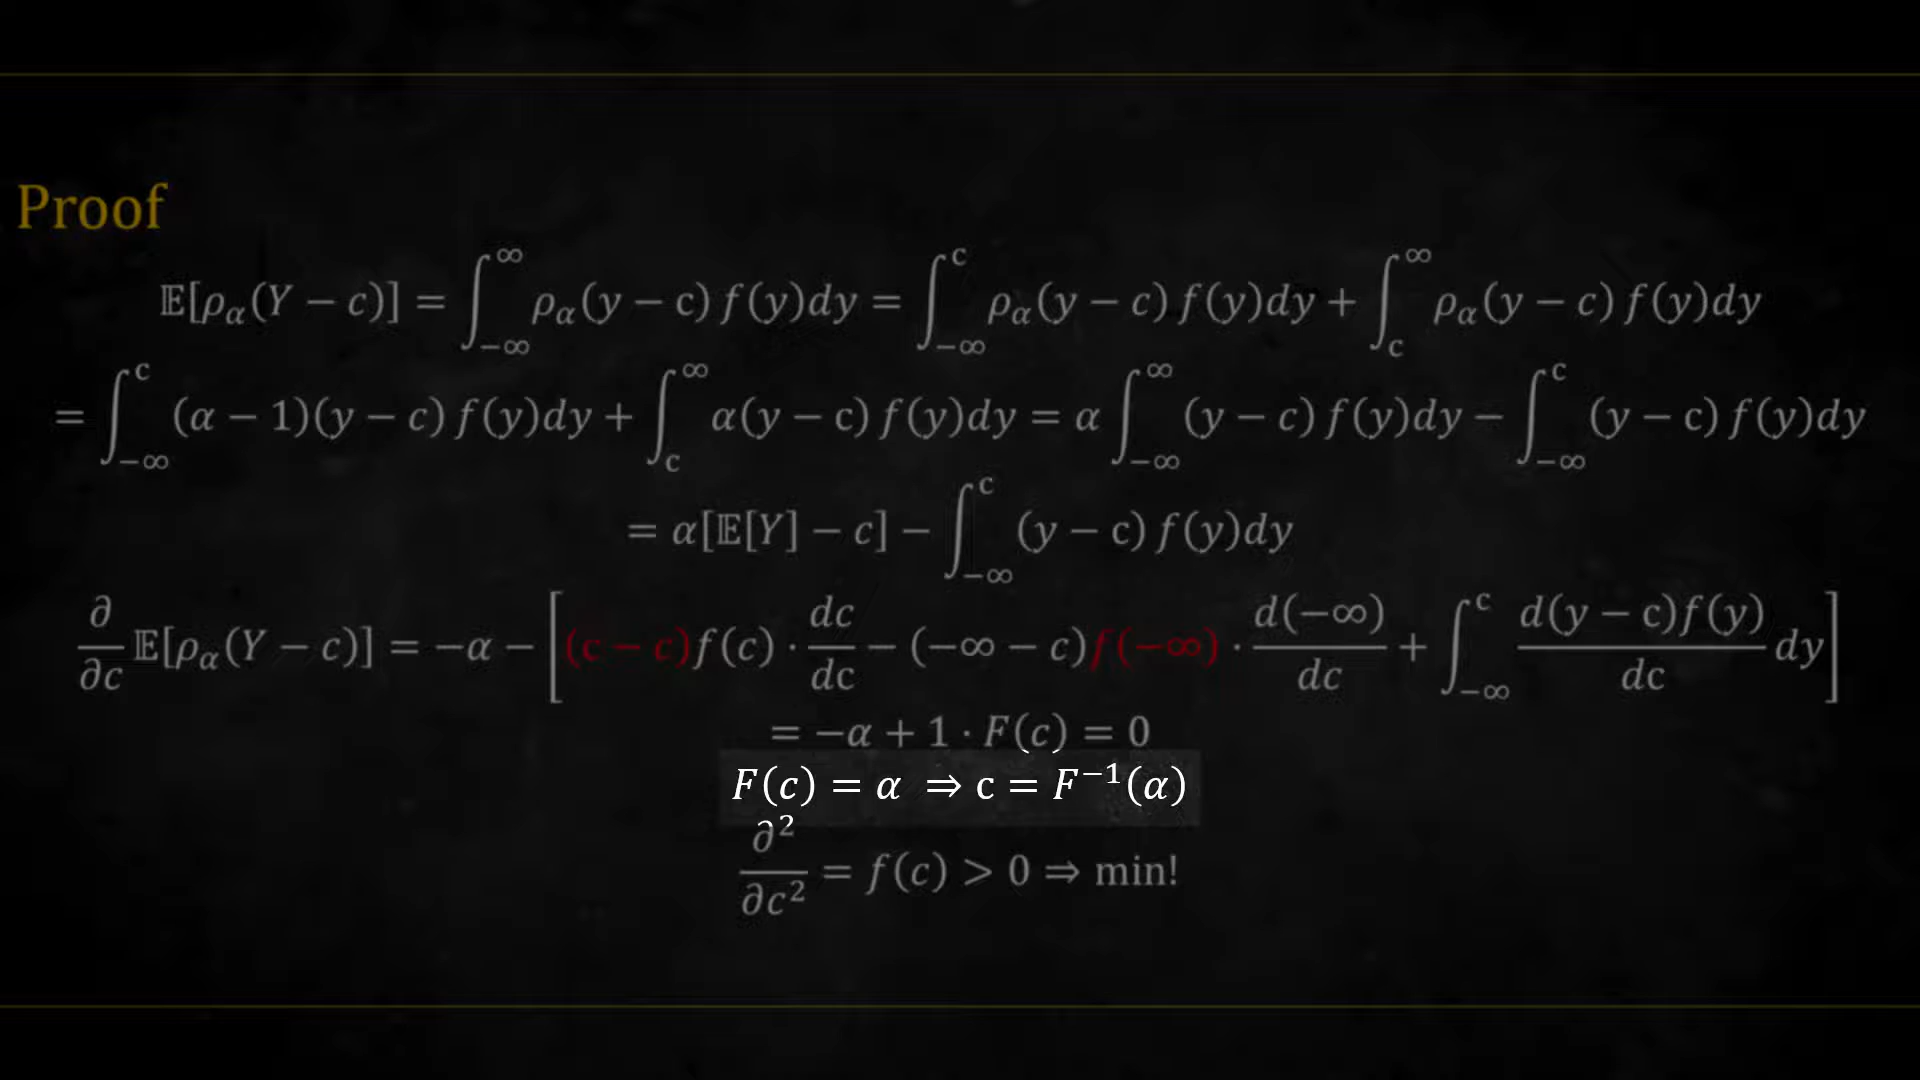 Proof
𝔼[ρ_α(Y − c)] = ∫_{−∞}^{∞} ρ_α(y − c) f(y)dy = ∫_{−∞}^{c} ρ_α(y − c) f(y)dy + ∫_{c}^{∞} ρ_α(y − c) f(y)dy
= ∫_{−∞}^{c} (α − 1)(y − c) f(y)dy + ∫_{c}^{∞} α(y − c) f(y)dy = α ∫_{−∞}^{∞} (y − c) f(y)dy − ∫_{−∞}^{c} (y − c) f(y)dy
= α[𝔼[Y] − c] − ∫_{−∞}^{c} (y − c) f(y)dy
∂/∂c 𝔼[ρ_α(Y − c)] = −α − [(c − c)f(c) · dc/dc − (−∞ − c)f(−∞) · d(−∞)/dc + ∫_{−∞}^{c} d(y − c)f(y)/dc dy]
= −α + 1 · F(c) = 0
F(c) = α ⇒ c = F⁻¹(α)
∂²/∂c² = f(c) > 0 ⇒ min!